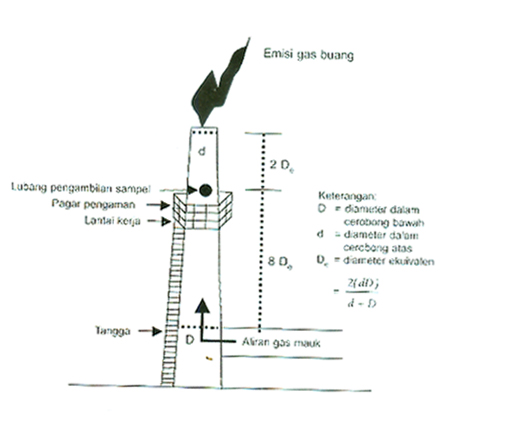 Emisi gas buang
d
2 De
Lubang pengambilan sampel
Pagar pengaman
Lantai kerja
Keterangan:
D = diameter dalam
cerobong bawah
d = diameter dalam
cerobong atas
De = diameter ekuivalen
= 2(dD)
d + D
8 De
Tangga
D
Aliran gas masuk